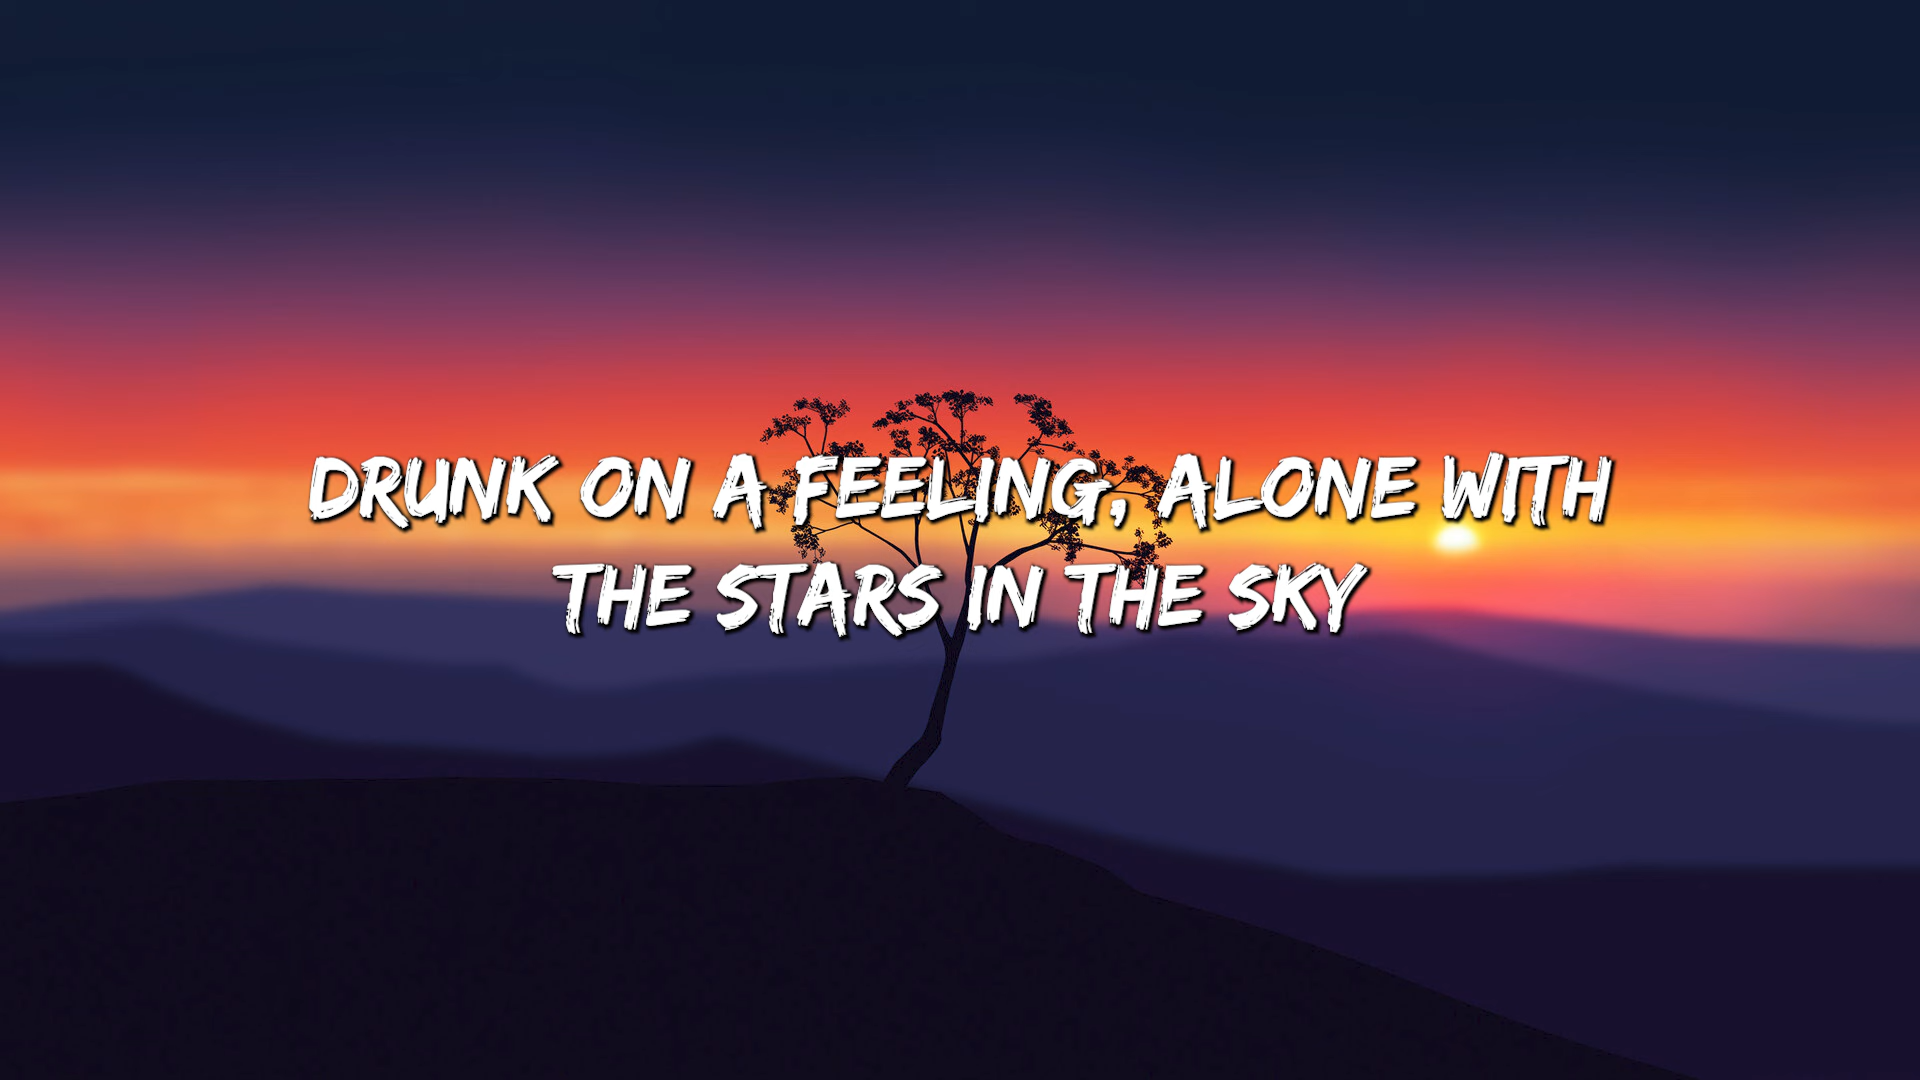 DRUNK ON A FEELING, ALONE WITH
THE STARS IN THE SKY